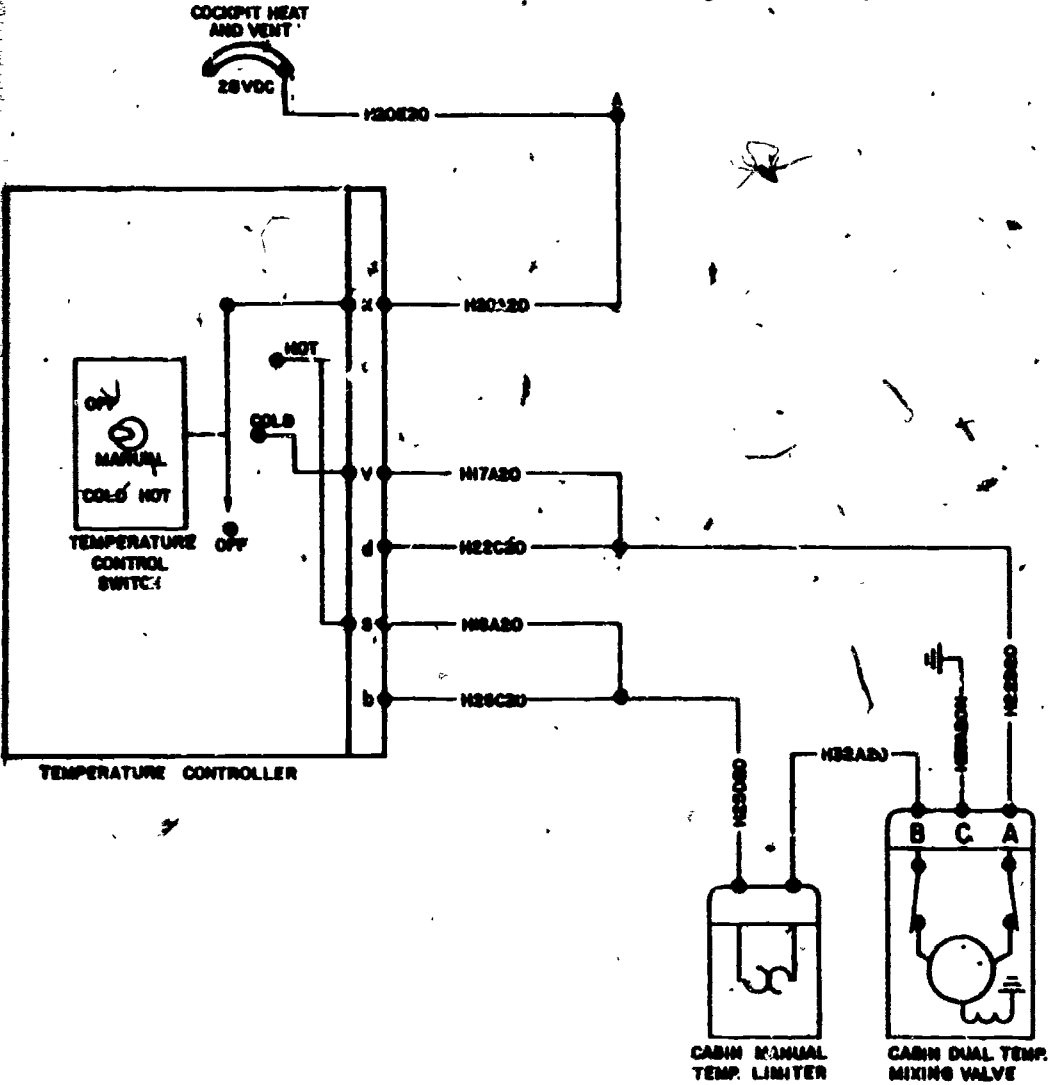 COCKPIT HEAT
AND VENT
28VDC
H20E20
A
HOT
OFF
COLD
MANUAL
V
H17A20
COLD HOT
d
H22C20
TEMPERATURE
CONTROL
SWITCH
OFF
H18A20
b
H32A20
TEMPERATURE CONTROLLER
B C A
CABIN MANUAL
TEMP. LIMITER
CABIN DUAL TEMP.
MIXING VALVE